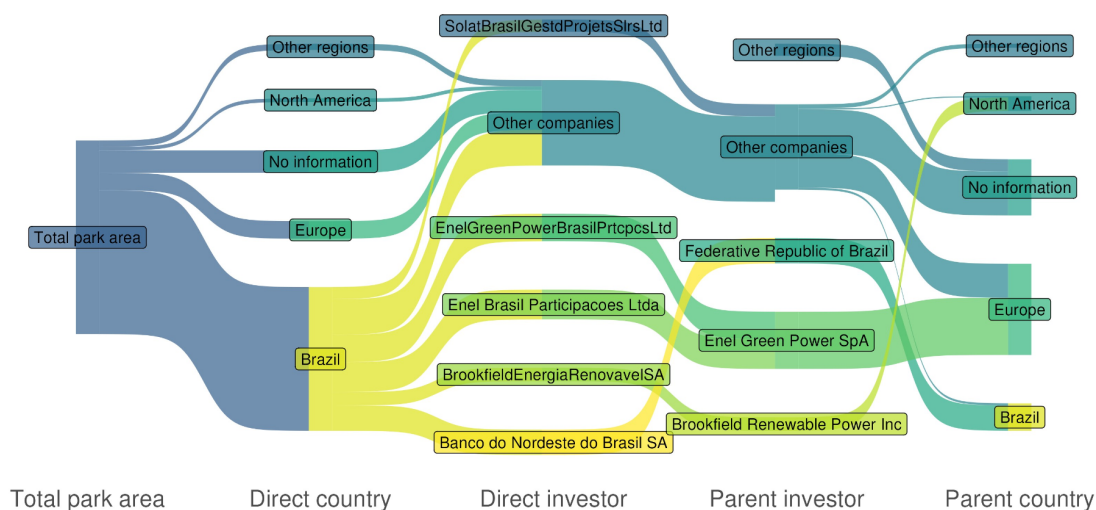 Total park area
Other regions
North America
No information
Europe
Brazil
SolatBrasilGestdProjetsSlrsLtd
Other companies
EnelGreenPowerBrasilPrtcpcsLtd
Enel Brasil Participacoes Ltda
BrookfieldEnergiaRenovavelSA
Banco do Nordeste do Brasil SA
Other regions
Other companies
Federative Republic of Brazil
Enel Green Power SpA
Brookfield Renewable Power Inc
Other regions
North America
No information
Europe
Brazil
Total park area
Direct country
Direct investor
Parent investor
Parent country